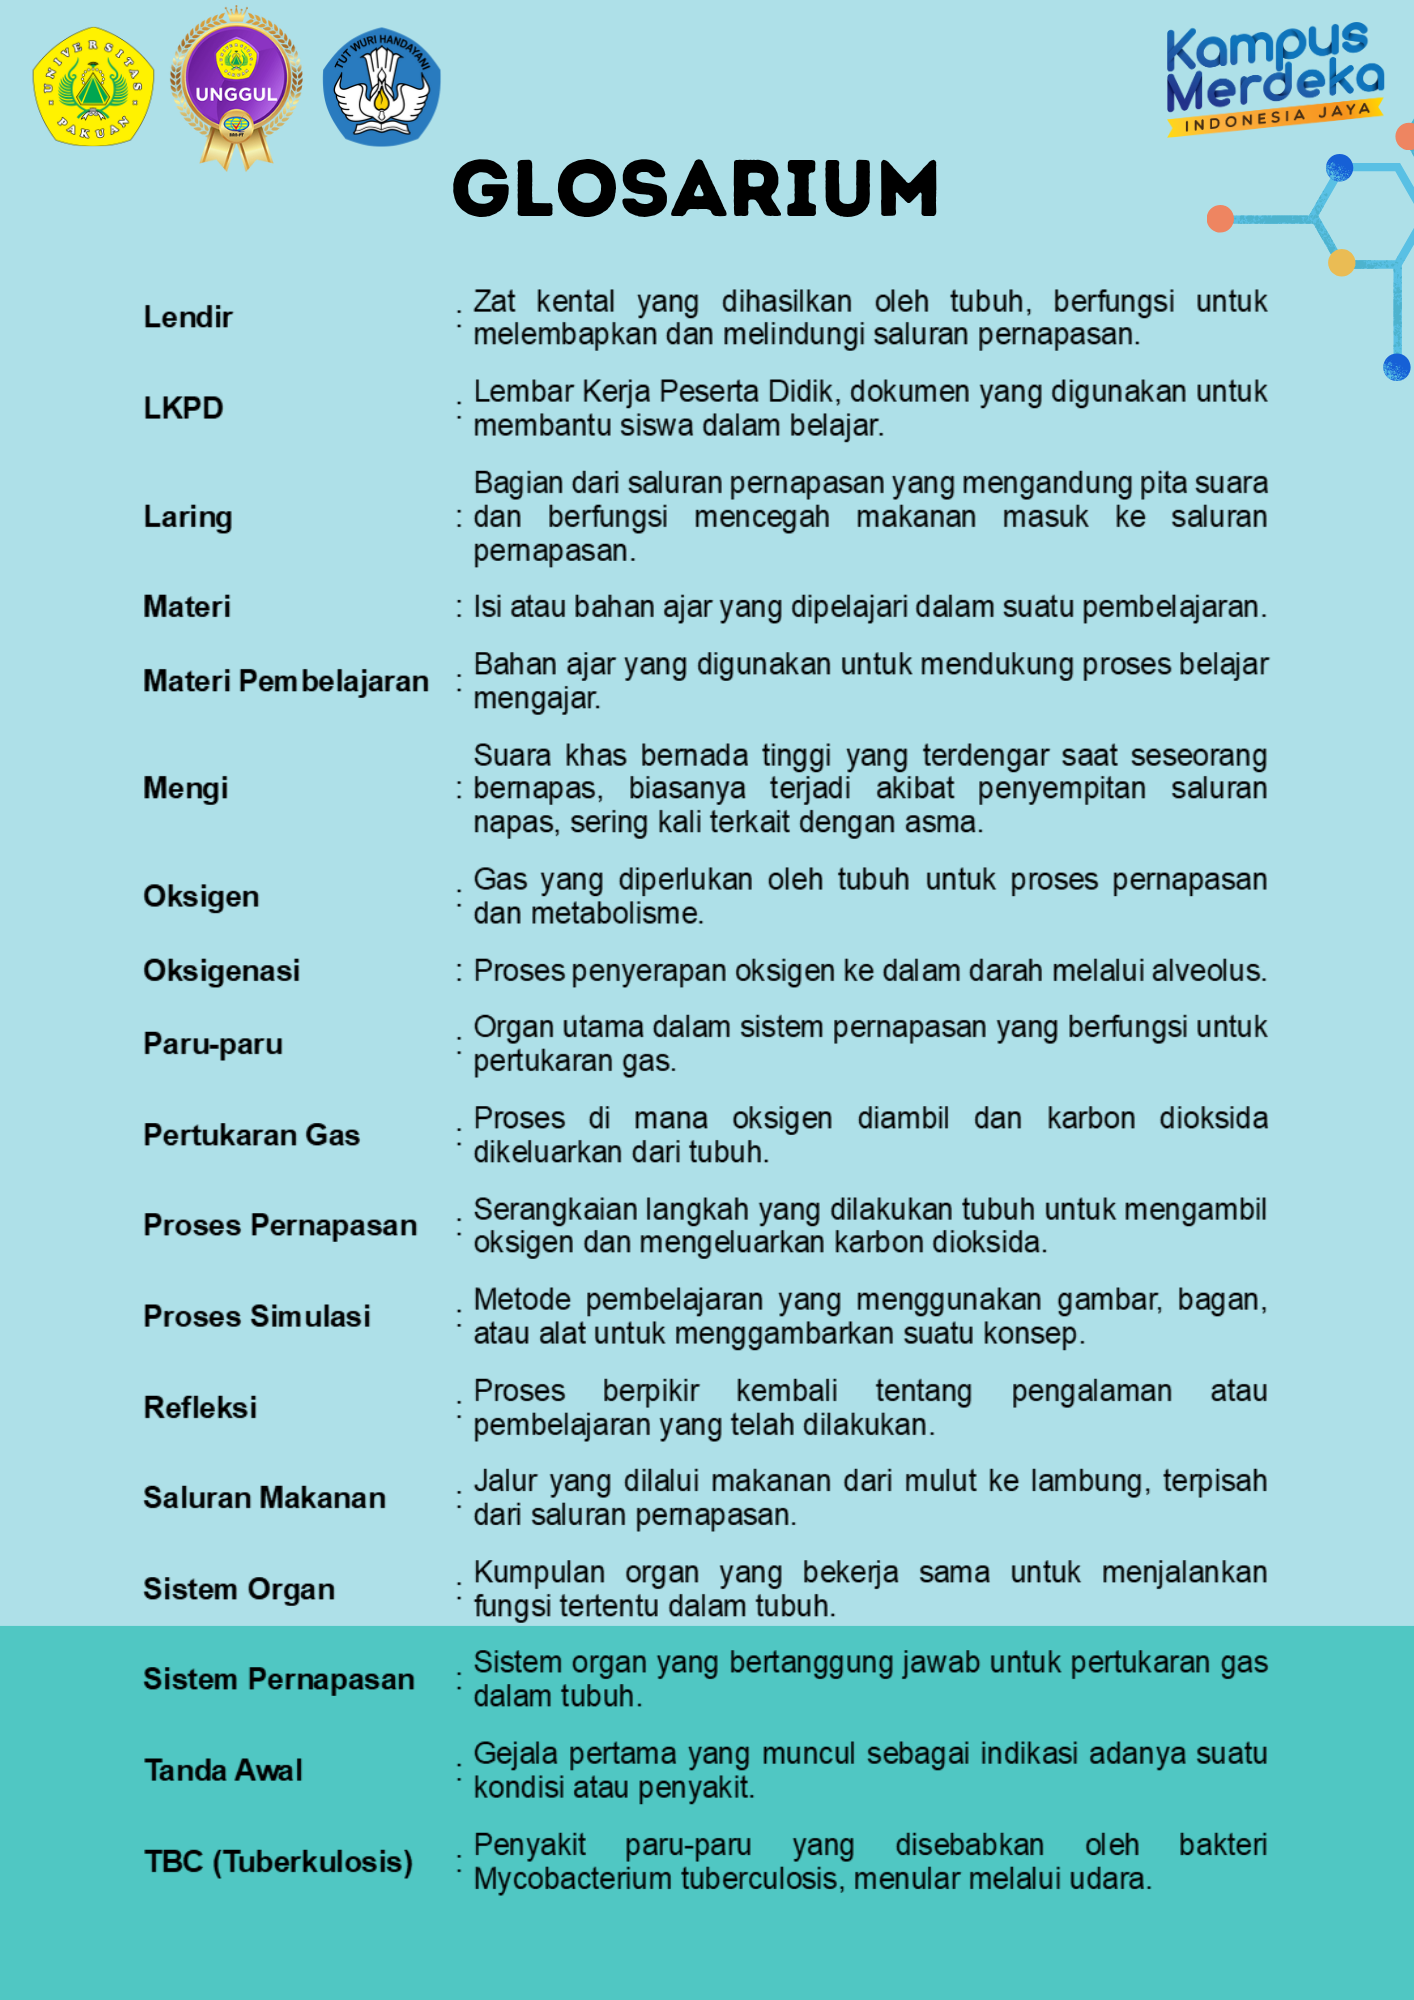 UNIVERSITAS
PAKUAN
UNGGUL
TUT WURI HANDAYANI
Kampus
Merdeka
INDONESIA JAYA
GLOSARIUM
Lendir : Zat kental yang dihasilkan oleh tubuh, berfungsi untuk
melembapkan dan melindungi saluran pernapasan.
LKPD : Lembar Kerja Peserta Didik, dokumen yang digunakan untuk
membantu siswa dalam belajar.
Laring : Bagian dari saluran pernapasan yang mengandung pita suara
dan berfungsi mencegah makanan masuk ke saluran
pernapasan.
Materi : Isi atau bahan ajar yang dipelajari dalam suatu pembelajaran.
Materi Pembelajaran : Bahan ajar yang digunakan untuk mendukung proses belajar
mengajar.
Mengi : Suara khas bernada tinggi yang terdengar saat seseorang
bernapas, biasanya terjadi akibat penyempitan saluran
napas, sering kali terkait dengan asma.
Oksigen : Gas yang diperlukan oleh tubuh untuk proses pernapasan
dan metabolisme.
Oksigenasi : Proses penyerapan oksigen ke dalam darah melalui alveolus.
Paru-paru : Organ utama dalam sistem pernapasan yang berfungsi untuk
pertukaran gas.
Pertukaran Gas : Proses di mana oksigen diambil dan karbon dioksida
dikeluarkan dari tubuh.
Proses Pernapasan : Serangkaian langkah yang dilakukan tubuh untuk mengambil
oksigen dan mengeluarkan karbon dioksida.
Proses Simulasi : Metode pembelajaran yang menggunakan gambar, bagan,
atau alat untuk menggambarkan suatu konsep.
Refleksi : Proses berpikir kembali tentang pengalaman atau
pembelajaran yang telah dilakukan.
Saluran Makanan : Jalur yang dilalui makanan dari mulut ke lambung, terpisah
dari saluran pernapasan.
Sistem Organ : Kumpulan organ yang bekerja sama untuk menjalankan
fungsi tertentu dalam tubuh.
Sistem Pernapasan : Sistem organ yang bertanggung jawab untuk pertukaran gas
dalam tubuh.
Tanda Awal : Gejala pertama yang muncul sebagai indikasi adanya suatu
kondisi atau penyakit.
TBC (Tuberkulosis) : Penyakit paru-paru yang disebabkan oleh bakteri
Mycobacterium tuberculosis, menular melalui udara.